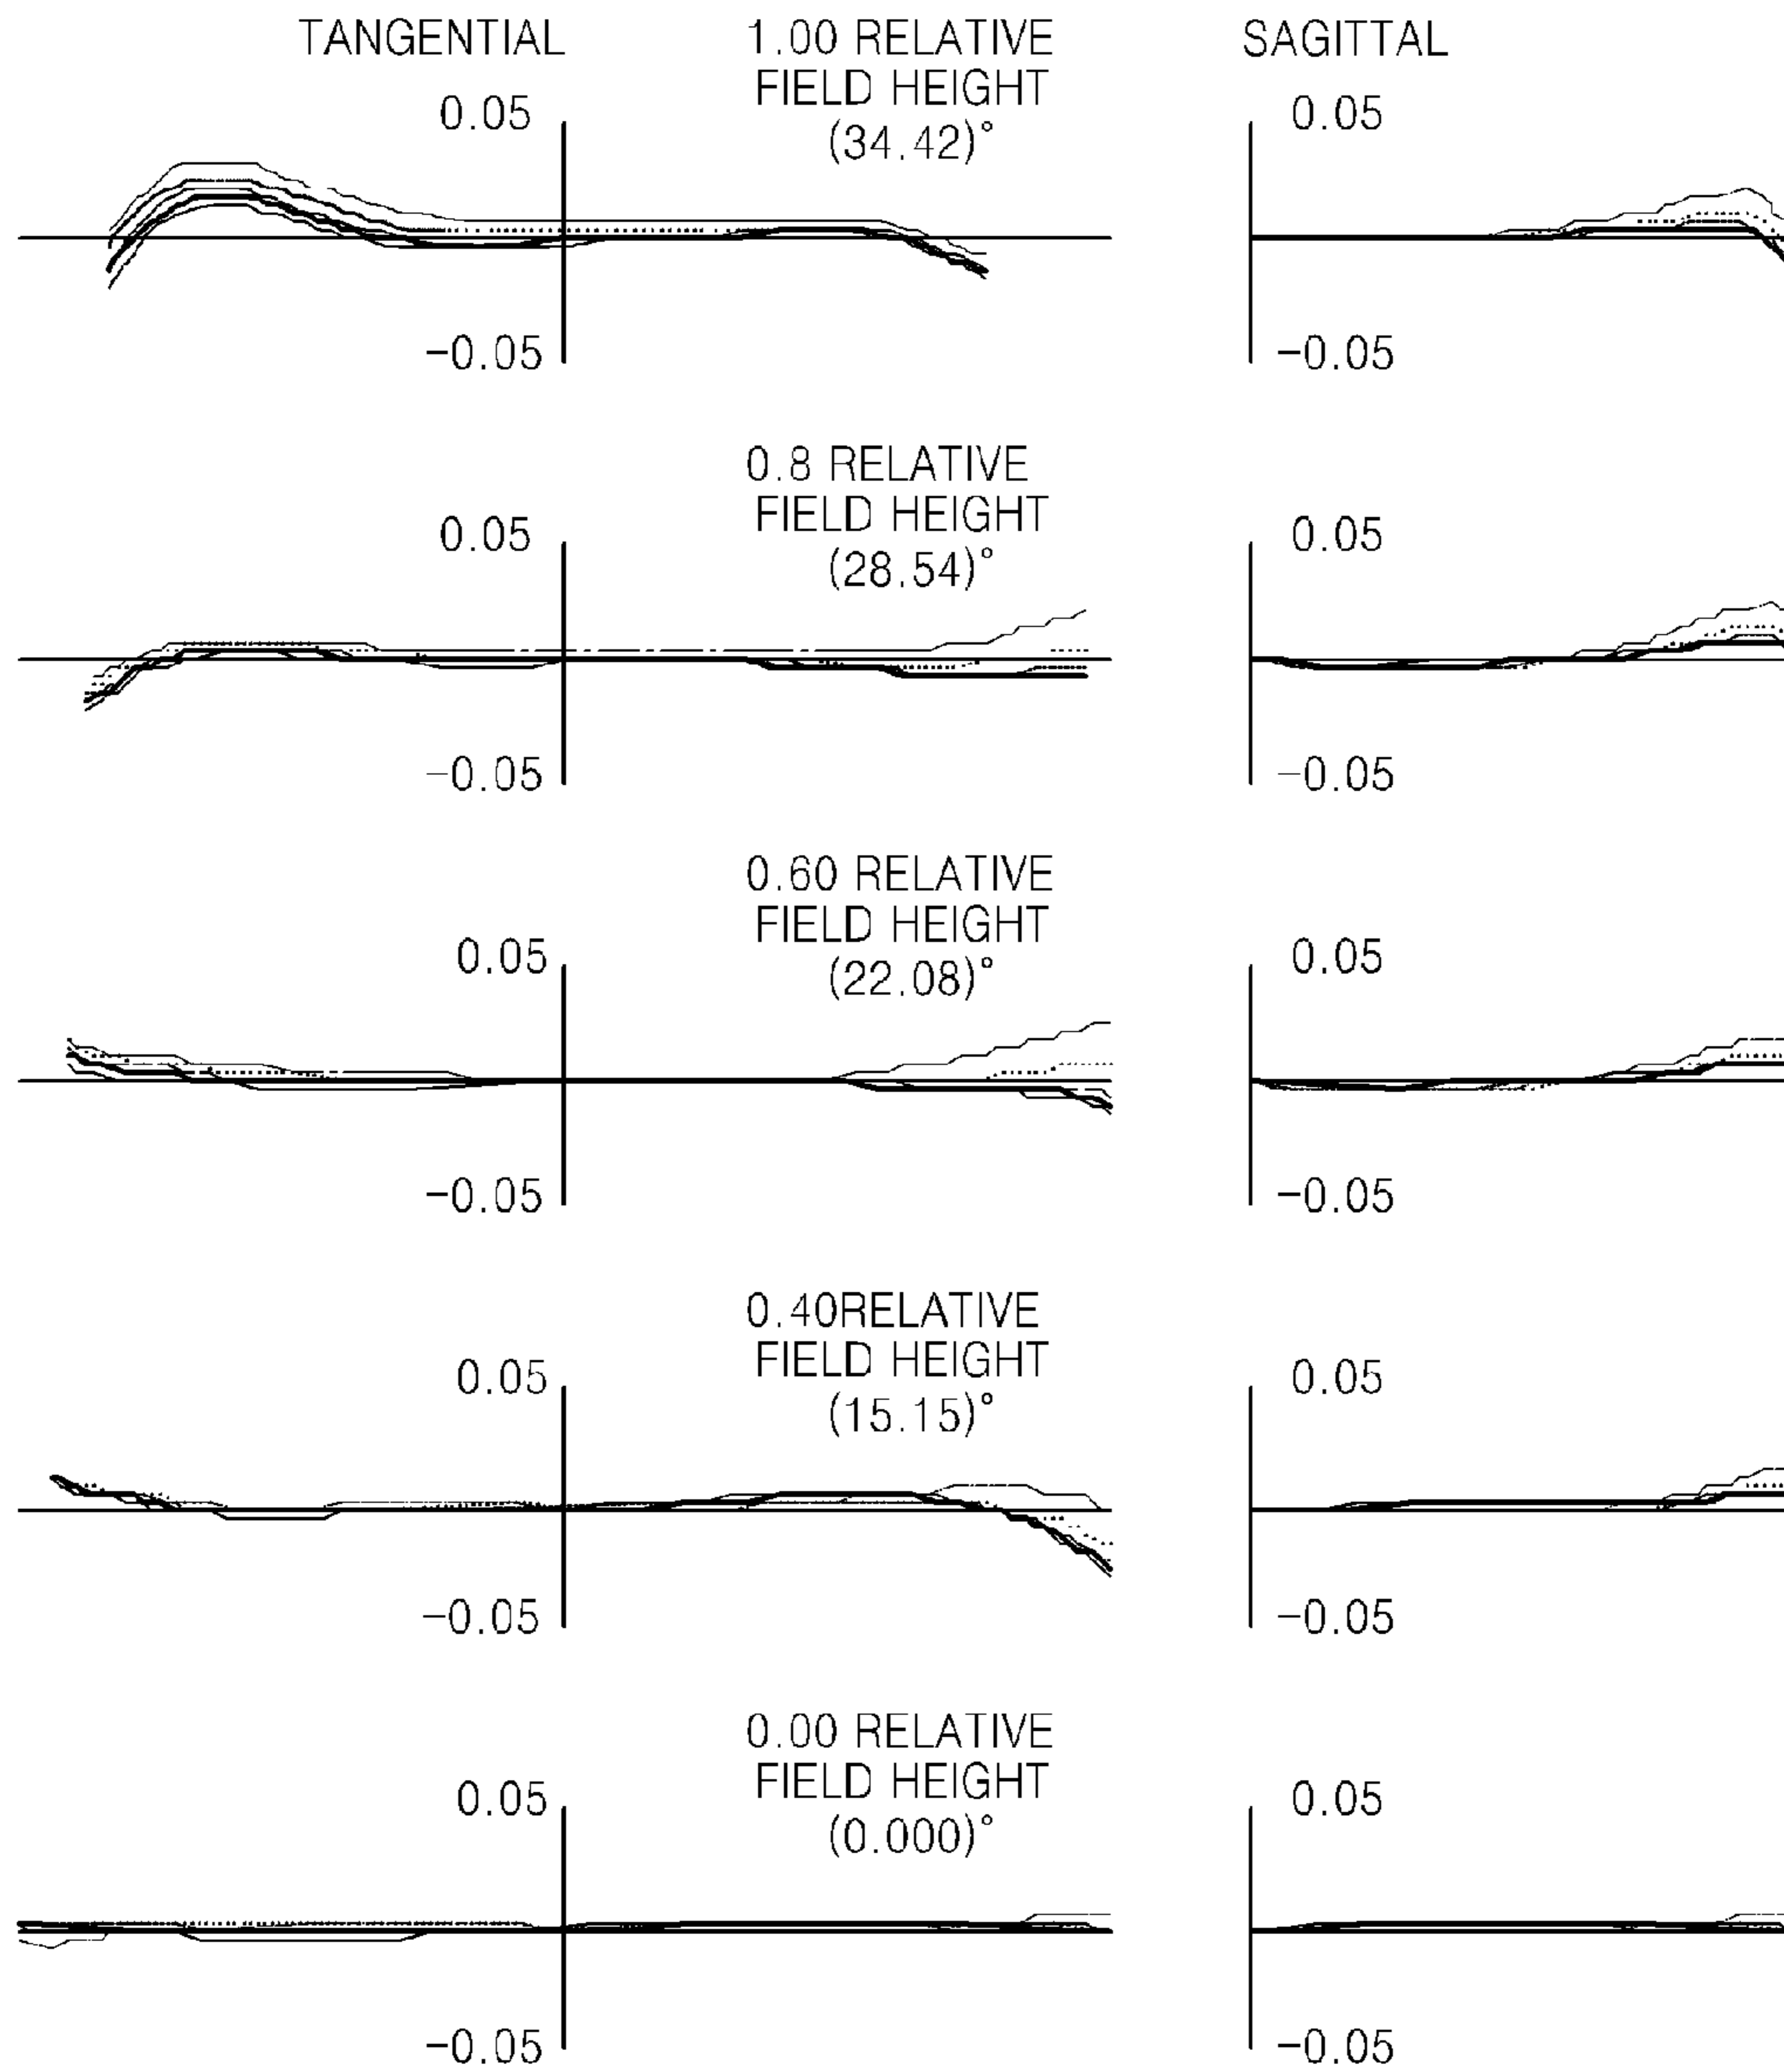 TANGENTIAL
1.00 RELATIVE
FIELD HEIGHT
(34.42)°
SAGITTAL
0.05
0.05
-0.05
-0.05
0.8 RELATIVE
FIELD HEIGHT
(28.54)°
0.05
0.05
-0.05
-0.05
0.60 RELATIVE
FIELD HEIGHT
(22.08)°
0.05
0.05
-0.05
-0.05
0.40RELATIVE
FIELD HEIGHT
(15.15)°
0.05
0.05
-0.05
-0.05
0.00 RELATIVE
FIELD HEIGHT
(0.000)°
0.05
0.05
-0.05
-0.05